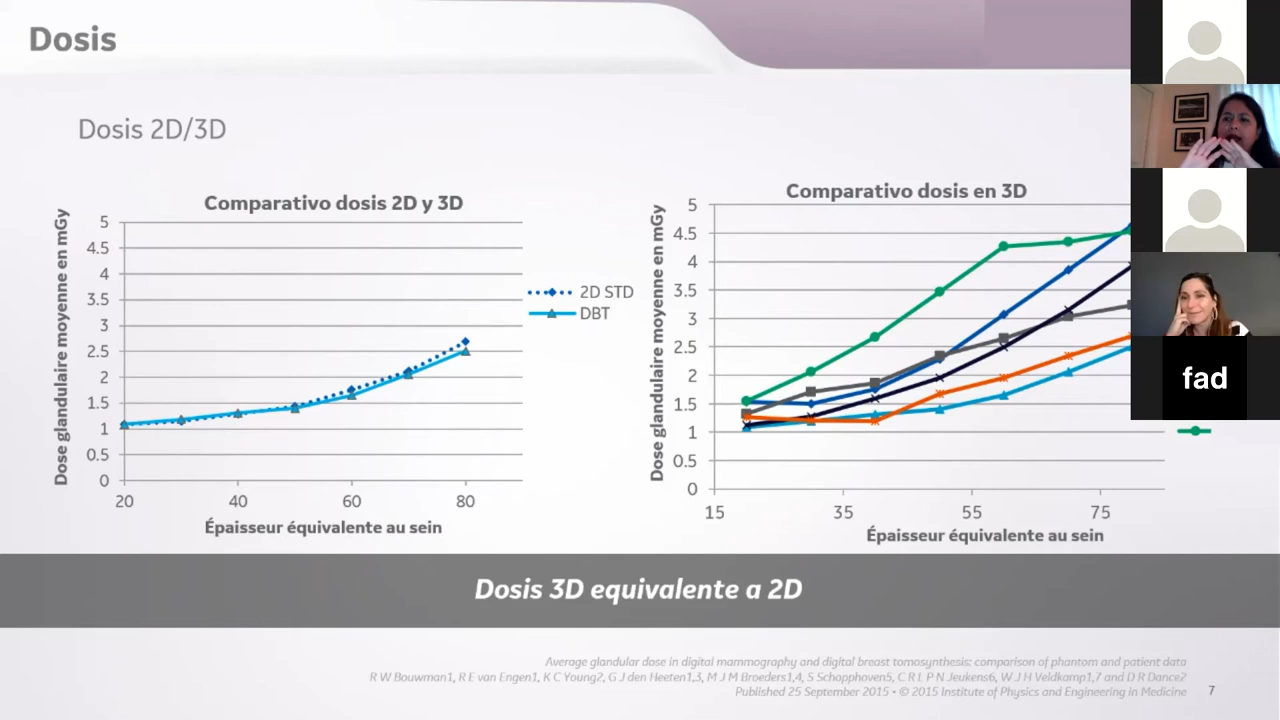 Dosis
Dosis 2D/3D
Comparativo dosis 2D y 3D
Dose glandulaire moyenne en mGy
5
4.5
4
3.5
3
2.5
2
1.5
1
0.5
0
20
40
60
80
Épaisseur équivalente au sein
2D STD
DBT
Comparativo dosis en 3D
Dose glandulaire moyenne en mGy
5
4.5
4
3.5
3
2.5
2
1.5
1
0.5
0
15
35
55
75
Épaisseur équivalente au sein
fad
Dosis 3D equivalente a 2D
Average glandular dose in digital mammography and digital breast tomosynthesis: comparison of phantom and patient data
R W Bouwman1, R E van Engen1, K C Young2, G J den Heeten1,3, M J M Broeders1,4, S Schopphoven5, C R L P N Jeukens6, W J H Veldkamp1,7 and D R Dance2
Published 25 September 2015 • © 2015 Institute of Physics and Engineering in Medicine
7